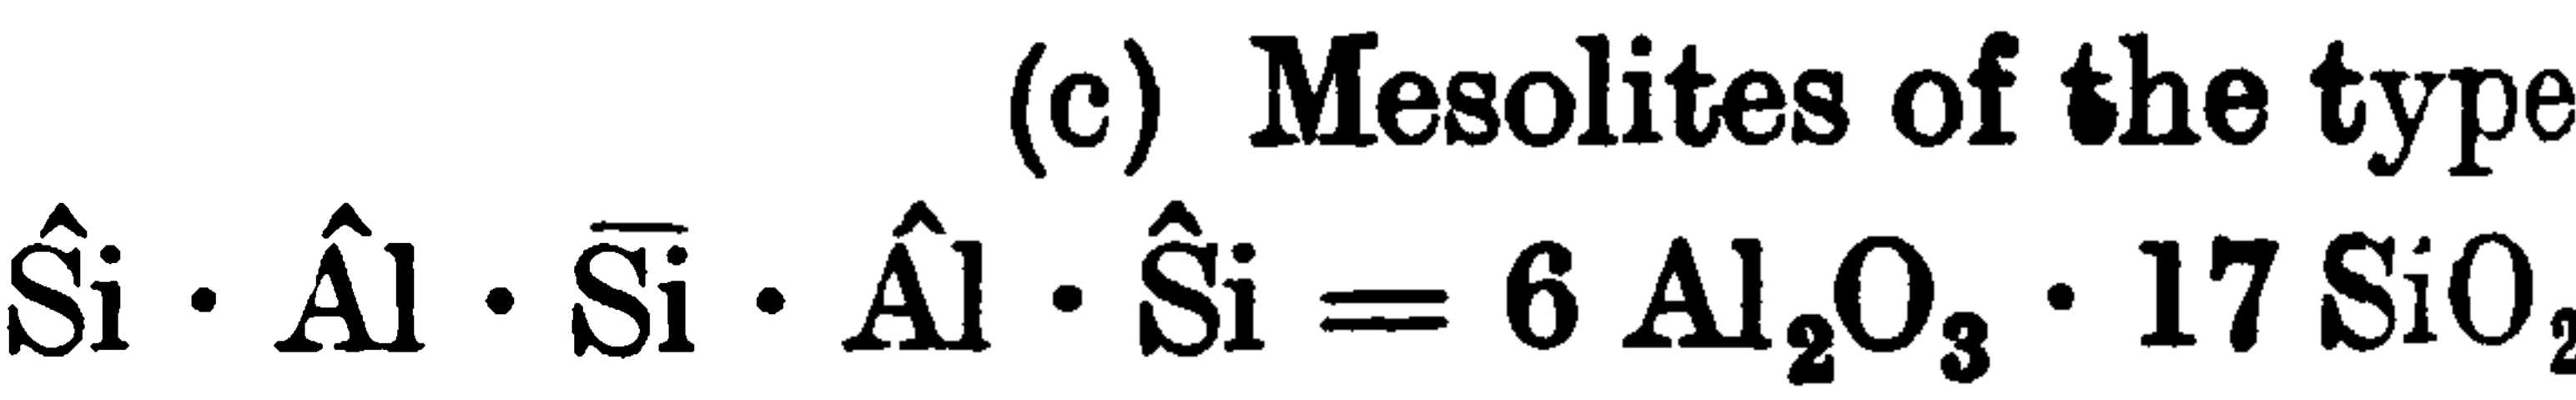 (c) Mesolites of the type
Ŝi · Âl · S̅i̅ · Âl · Ŝi = 6 Al₂O₃ · 17 SiO₂